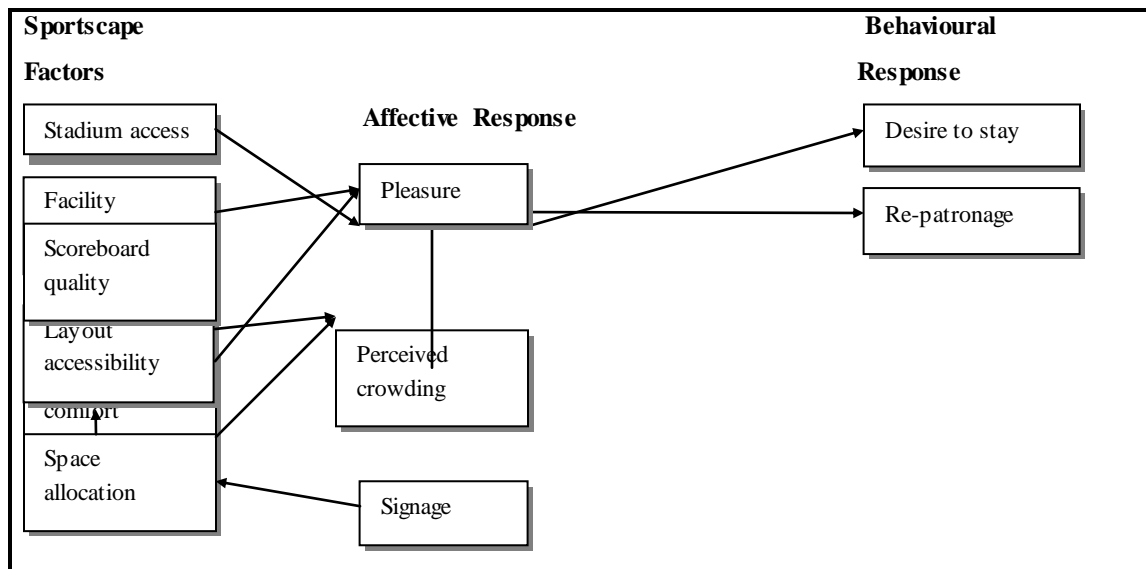 Sportscape
Factors
Behavioural
Response
Affective Response
Stadium access
Facility
Scoreboard
quality
Layout
accessibility
comfort
Space
allocation
Pleasure
Perceived
crowding
Signage
Desire to stay
Re-patronage